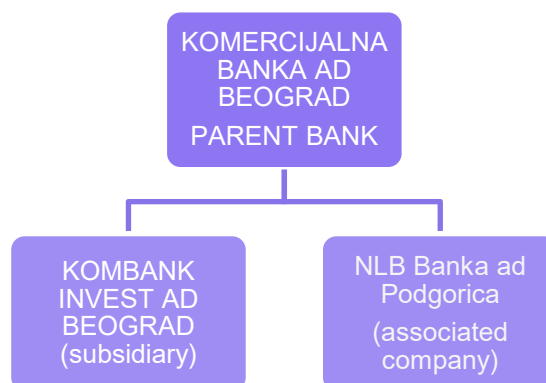 KOMERCIJALNA
BANKA AD
BEOGRAD
PARENT BANK
KOMBANK
INVEST AD
BEOGRAD
(subsidiary)
NLB Banka ad
Podgorica
(associated
company)